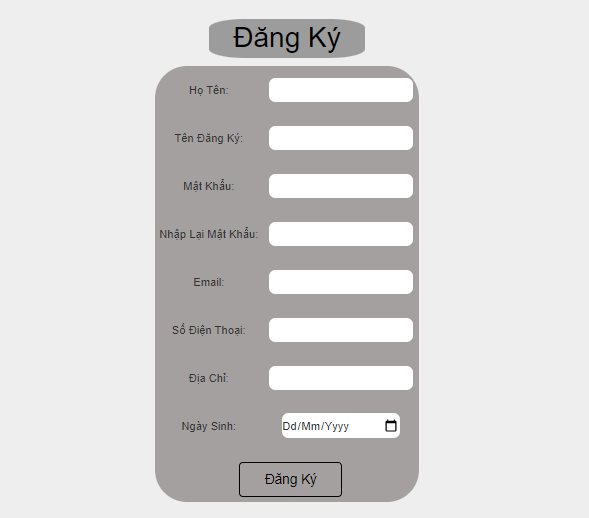 Đăng Ký
Họ Tên:
Tên Đăng Ký:
Mật Khẩu:
Nhập Lại Mật Khẩu:
Email:
Số Điện Thoại:
Địa Chỉ:
Ngày Sinh: Dd/Mm/Yyyy
Đăng Ký